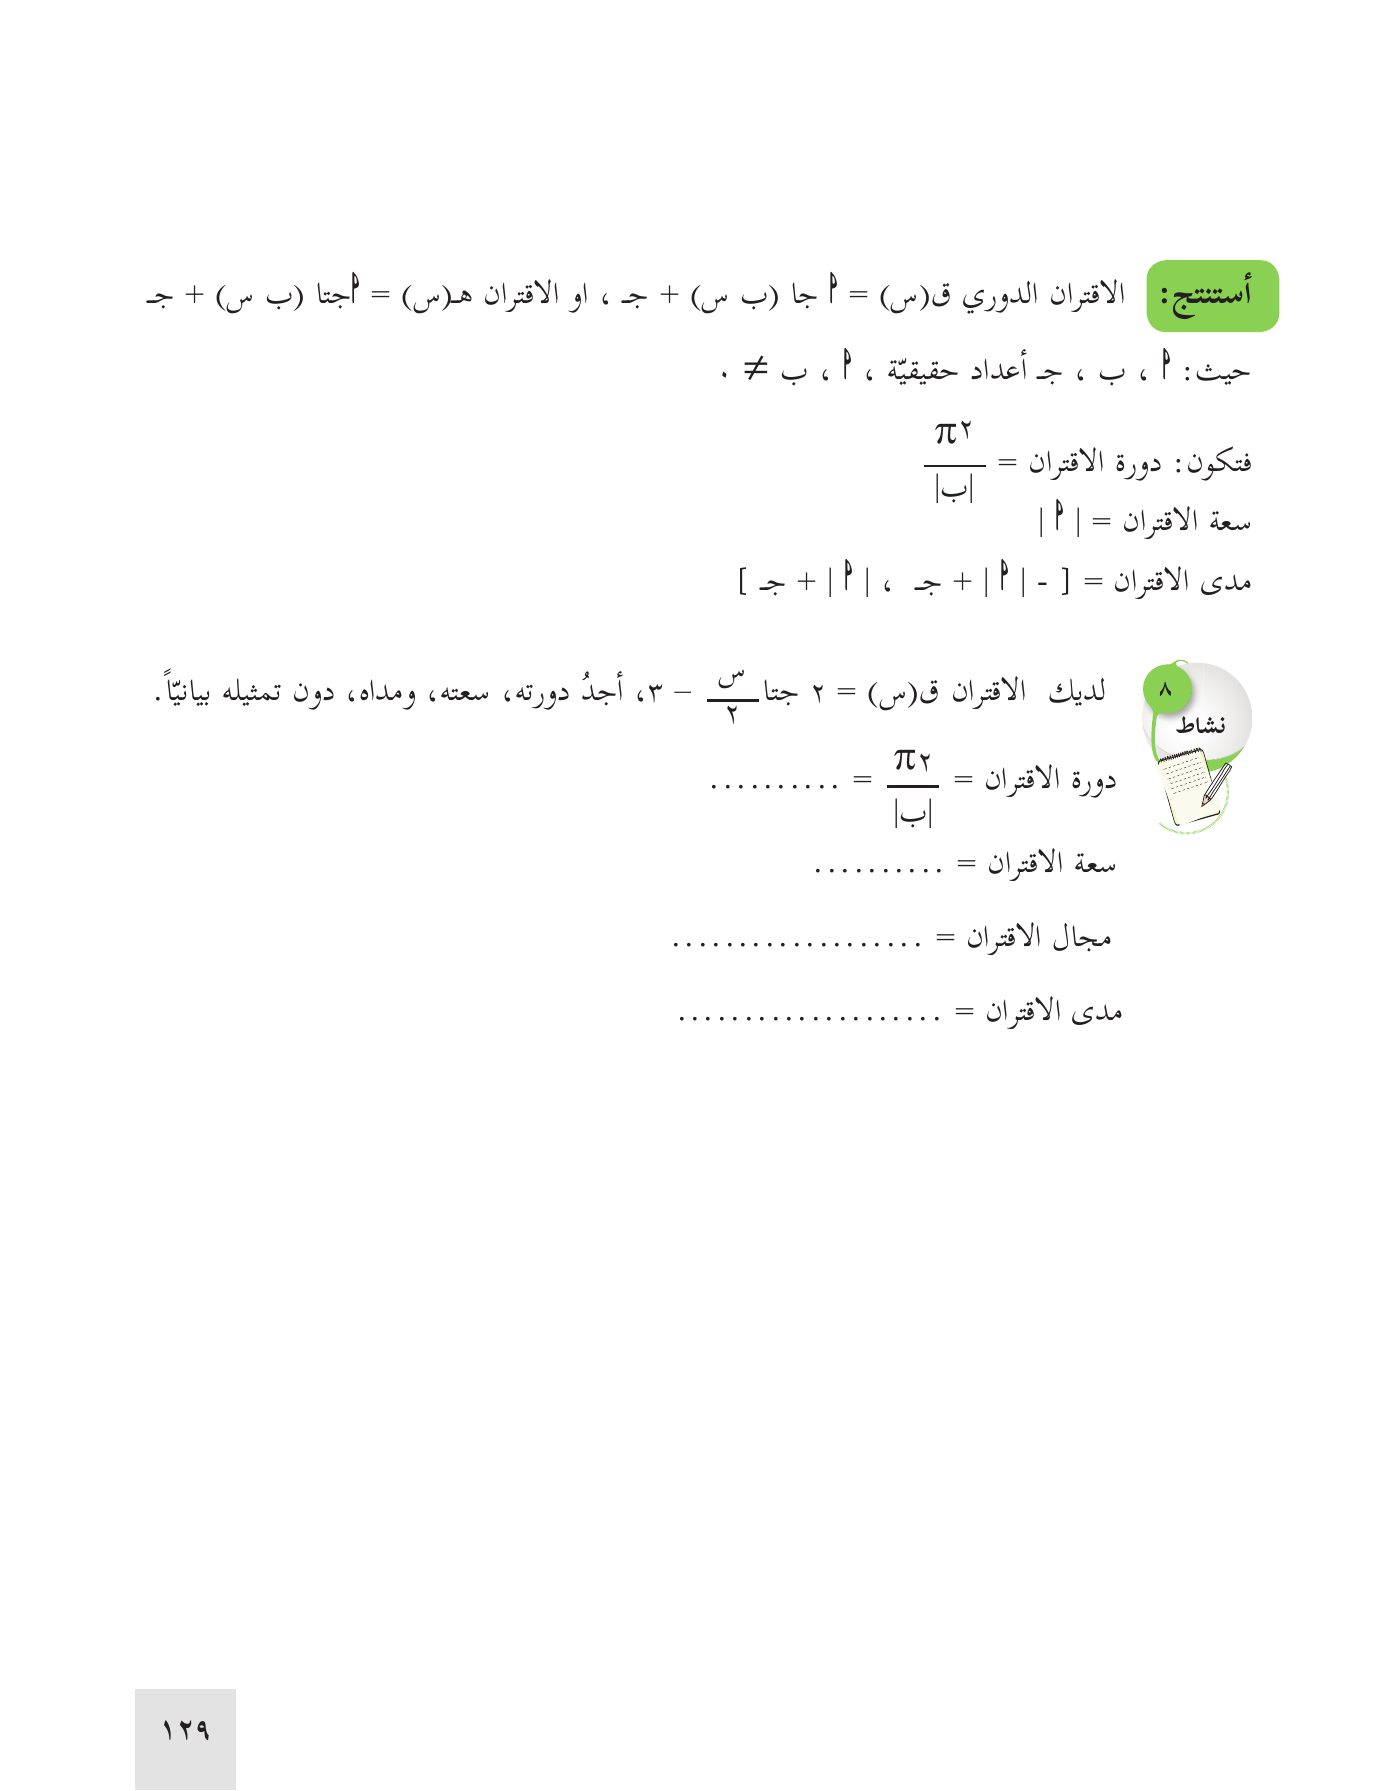 أستنتج: الاقتران الدوري ق(س) = أ جا (ب س) + جـ ، او الاقتران هـ(س) = أجتا (ب س) + جـ
حيث: أ ، ب ، جـ أعداد حقيقيّة ، أ ، ب ≠ ٠
فتكون: دورة الاقتران = π٢ / |ب|
سعة الاقتران = | أ |
مدى الاقتران = [ - | أ | + جـ ، | أ | + جـ ]
٨
نشاط
لديك الاقتران ق(س) = ٢ جتا س/٢ – ٣، أجدُ دورته، سعته، ومداه، دون تمثيله بيانيّاً.
دورة الاقتران = π٢ / |ب| = ..........
سعة الاقتران = ..........
مجال الاقتران = ...................
مدى الاقتران = ....................
١٢٩